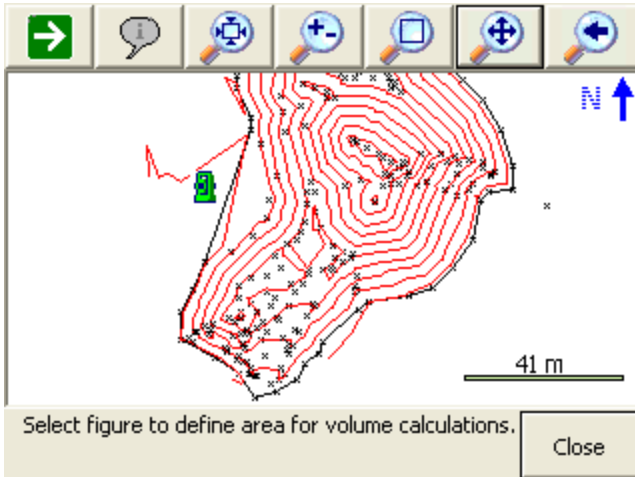 N
41 m
Select figure to define area for volume calculations.
Close